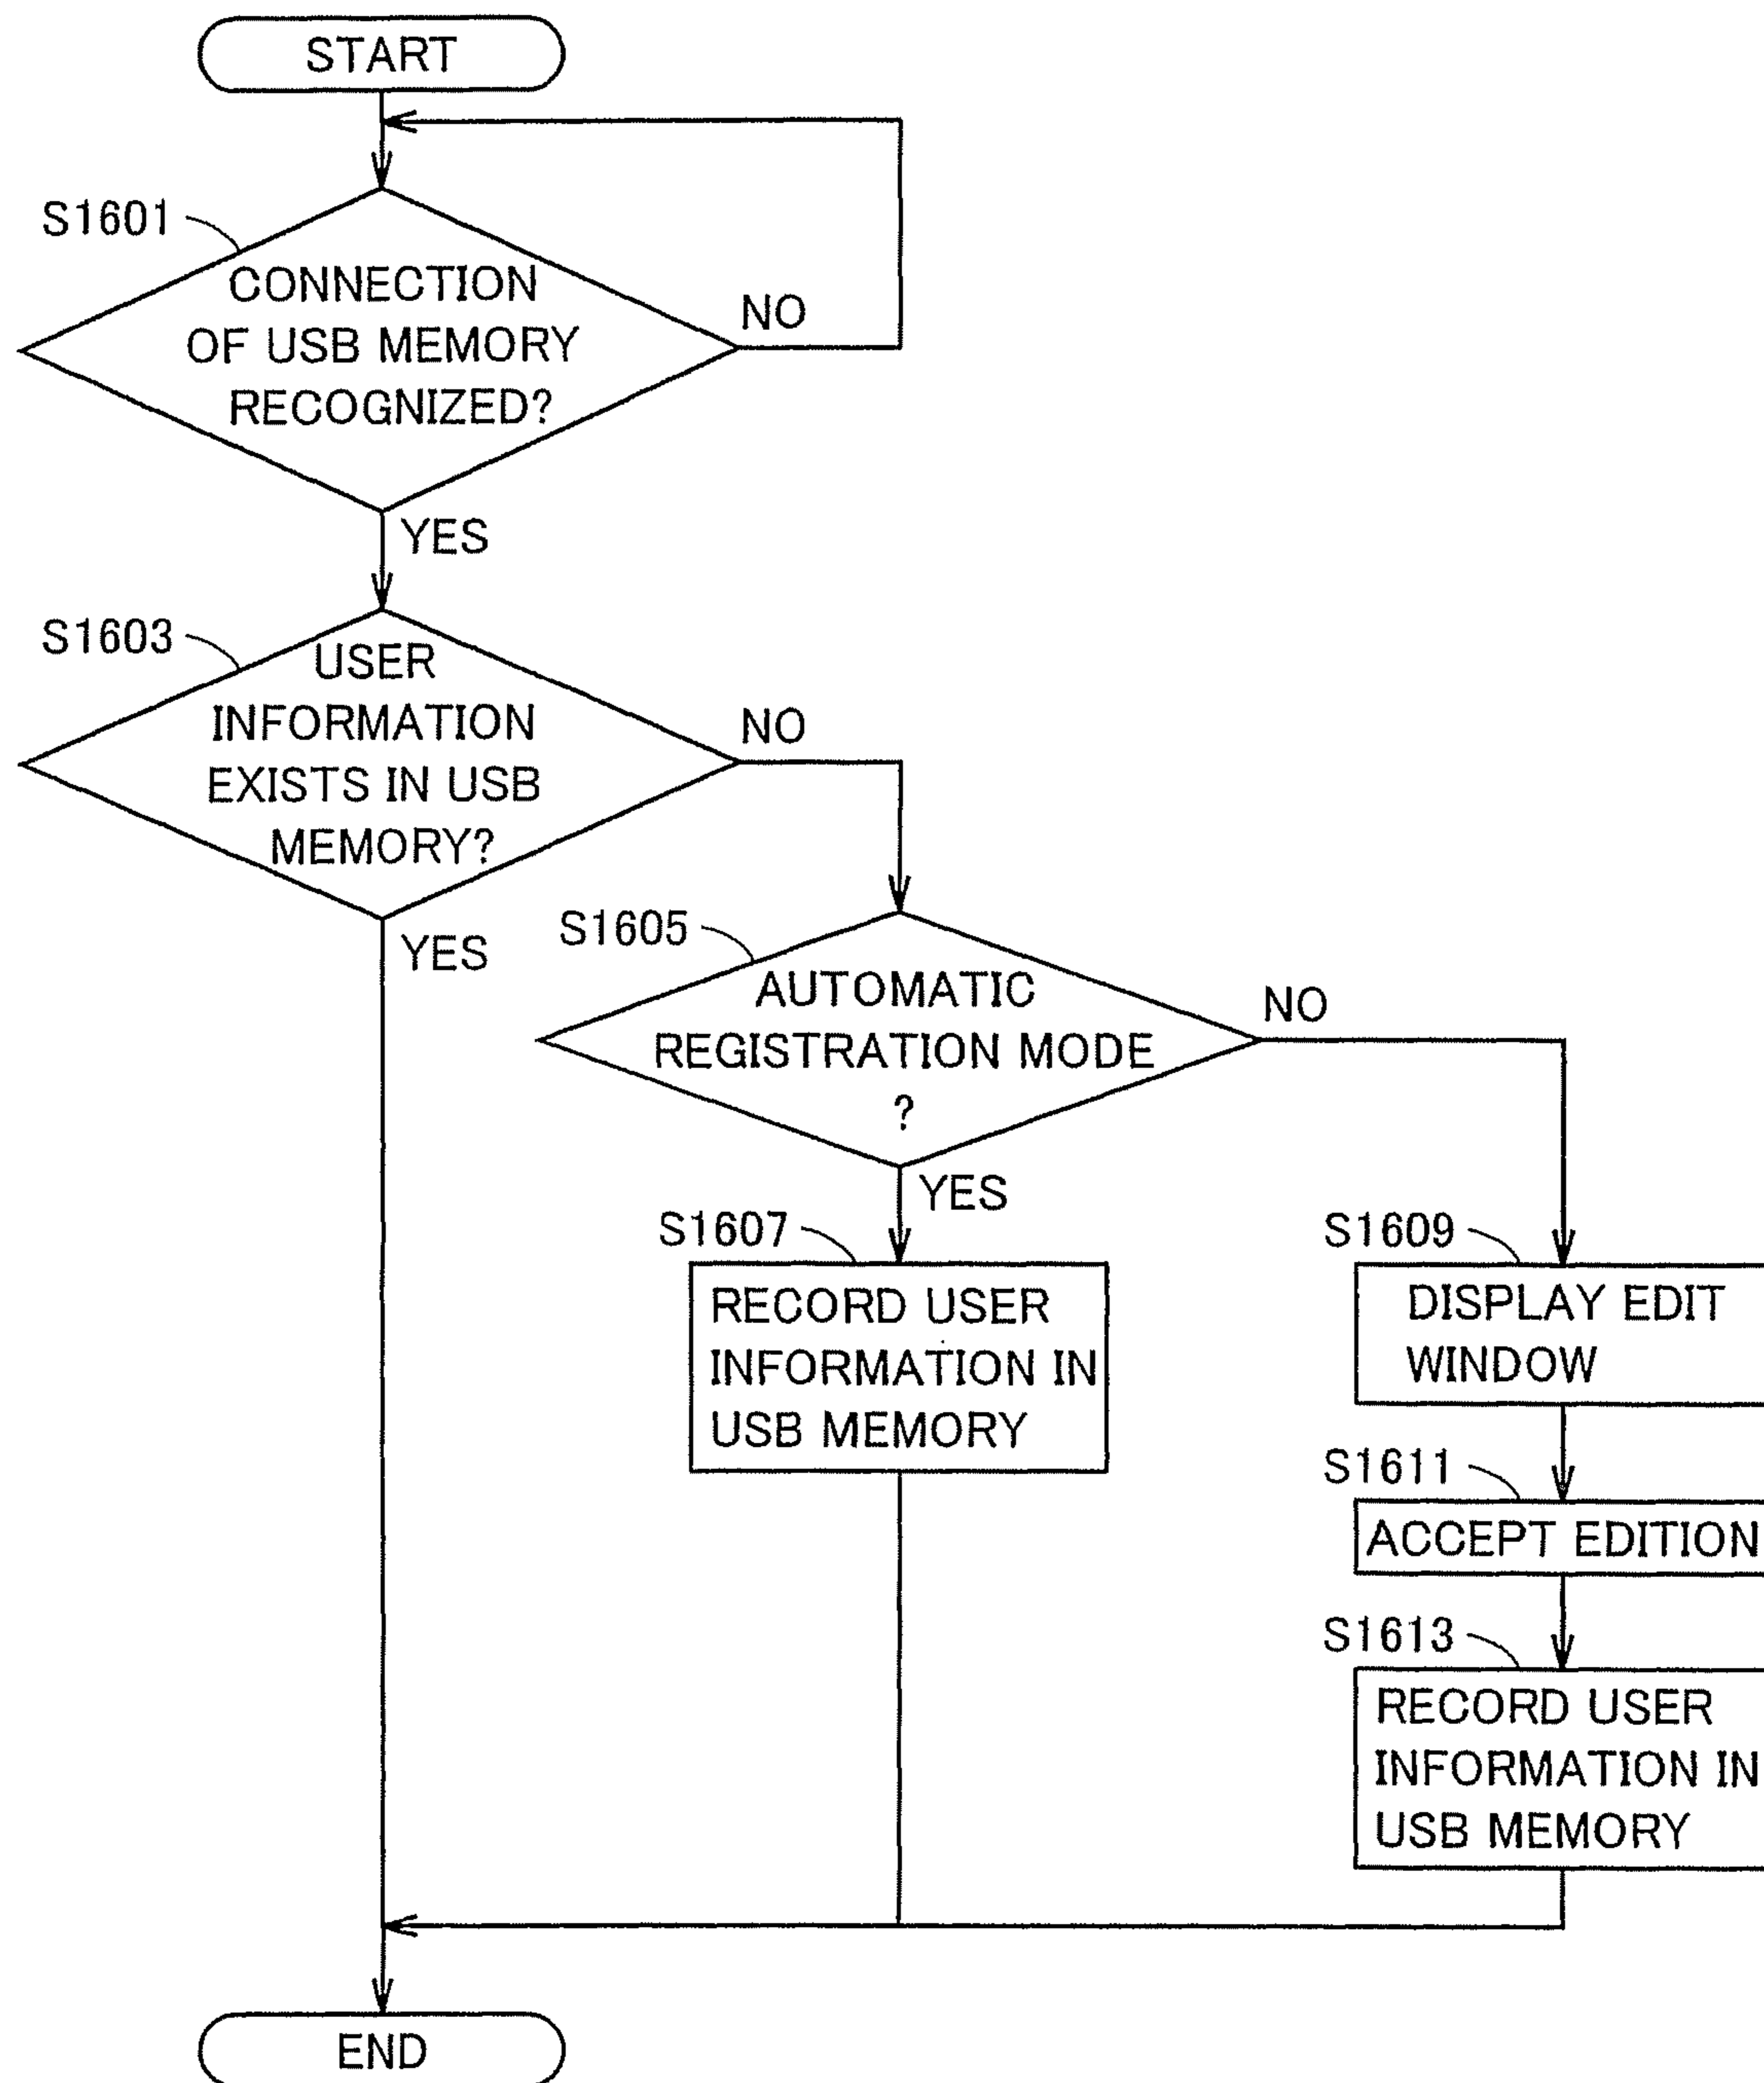 START
S1601
CONNECTION
OF USB MEMORY
RECOGNIZED?
NO
YES
S1603
USER
INFORMATION
EXISTS IN USB
MEMORY?
NO
YES
S1605
AUTOMATIC
REGISTRATION MODE
?
NO
YES
S1607
RECORD USER
INFORMATION IN
USB MEMORY
S1609
DISPLAY EDIT
WINDOW
S1611
ACCEPT EDITION
S1613
RECORD USER
INFORMATION IN
USB MEMORY
END